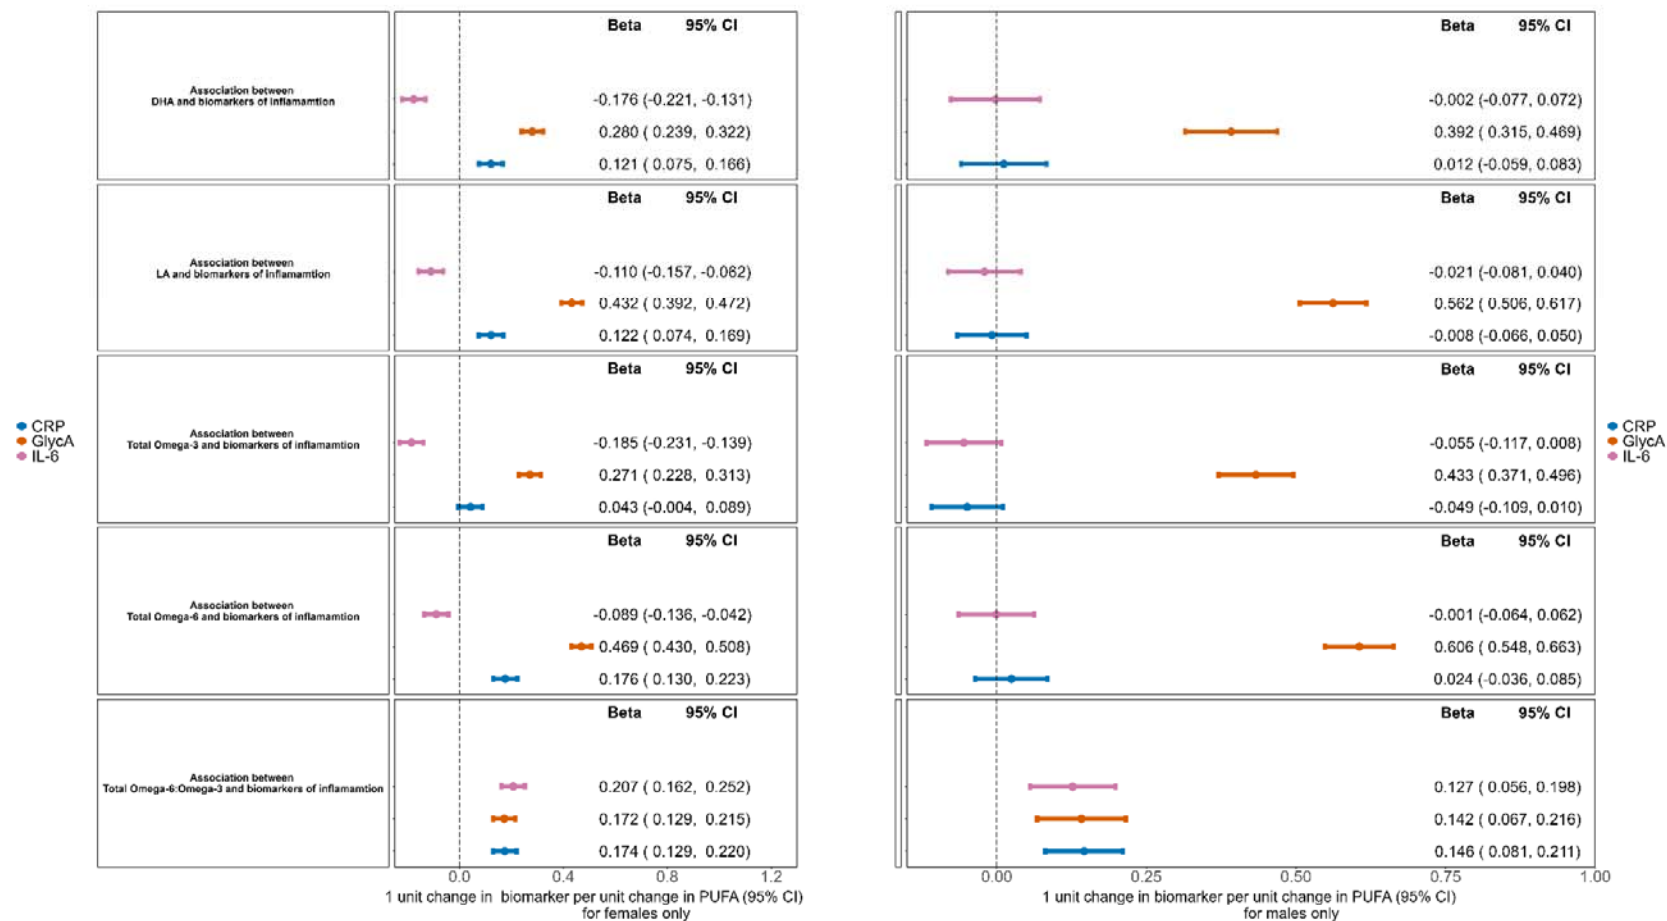 Beta 95% CI
Beta 95% CI
Association between
DHA and biomarkers of inflamamtion
-0.176 (-0.221, -0.131)
0.280 ( 0.239, 0.322)
0.121 ( 0.075, 0.166)
-0.002 (-0.077, 0.072)
0.392 ( 0.315, 0.469)
0.012 (-0.059, 0.083)
Beta 95% CI
Beta 95% CI
Association between
LA and biomarkers of inflamamtion
-0.110 (-0.157, -0.062)
0.432 ( 0.392, 0.472)
0.122 ( 0.074, 0.169)
-0.021 (-0.081, 0.040)
0.562 ( 0.506, 0.617)
-0.008 (-0.066, 0.050)
Beta 95% CI
Beta 95% CI
CRP
GlycA
IL-6
Association between
Total Omega-3 and biomarkers of inflamamtion
-0.185 (-0.231, -0.139)
0.271 ( 0.228, 0.313)
0.043 (-0.004, 0.089)
-0.055 (-0.117, 0.008)
0.433 ( 0.371, 0.496)
-0.049 (-0.109, 0.010)
CRP
GlycA
IL-6
Beta 95% CI
Beta 95% CI
Association between
Total Omega-6 and biomarkers of inflamamtion
-0.089 (-0.136, -0.042)
0.469 ( 0.430, 0.508)
0.176 ( 0.130, 0.223)
-0.001 (-0.064, 0.062)
0.606 ( 0.548, 0.663)
0.024 (-0.036, 0.085)
Beta 95% CI
Beta 95% CI
Association between
Total Omega-6:Omega-3 and biomarkers of inflamamtion
0.207 ( 0.162, 0.252)
0.172 ( 0.129, 0.215)
0.174 ( 0.129, 0.220)
0.127 ( 0.056, 0.198)
0.142 ( 0.067, 0.216)
0.146 ( 0.081, 0.211)
0.0 0.4 0.8 1.2
1 unit change in biomarker per unit change in PUFA (95% CI)
for females only
0.00 0.25 0.50 0.75 1.00
1 unit change in biomarker per unit change in PUFA (95% CI)
for males only